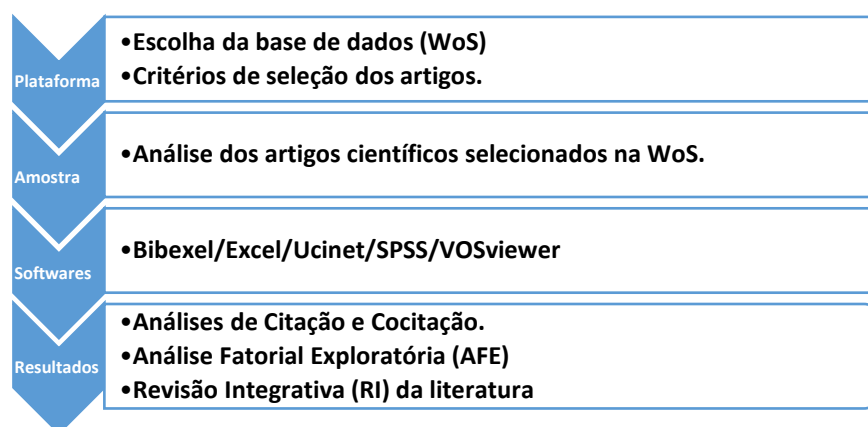 Plataforma
•Escolha da base de dados (WoS)
•Critérios de seleção dos artigos.
Amostra
•Análise dos artigos científicos selecionados na WoS.
Softwares
•Bibexel/Excel/Ucinet/SPSS/VOSviewer
Resultados
•Análises de Citação e Cocitação.
•Análise Fatorial Exploratória (AFE)
•Revisão Integrativa (RI) da literatura